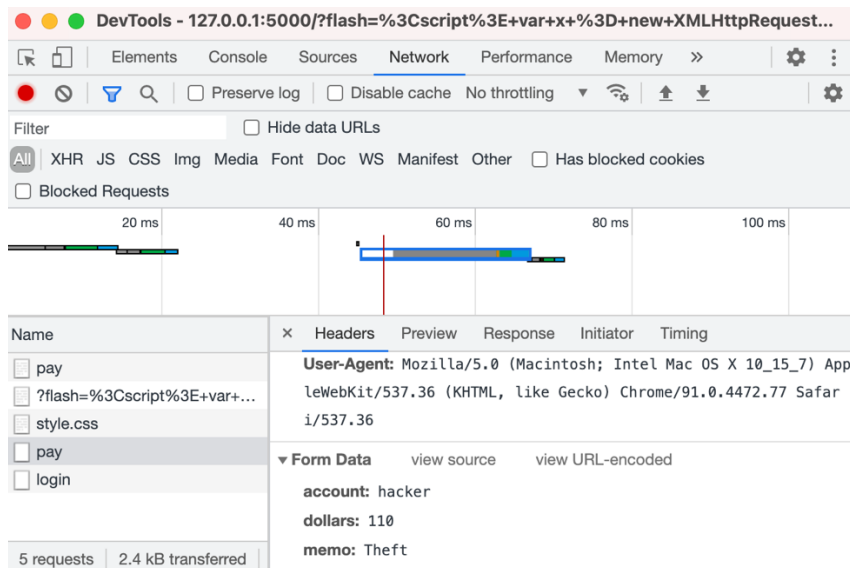 DevTools - 127.0.0.1:5000/?flash=%3Cscript%3E+var+x+%3D+new+XMLHttpRequest...
Elements Console Sources Network Performance Memory »
Preserve log Disable cache No throttling
Filter Hide data URLs
All XHR JS CSS Img Media Font Doc WS Manifest Other Has blocked cookies
Blocked Requests
20 ms 40 ms 60 ms 80 ms 100 ms
Name
pay
?flash=%3Cscript%3E+var+...
style.css
pay
login
5 requests 2.4 kB transferred
× Headers Preview Response Initiator Timing
User-Agent: Mozilla/5.0 (Macintosh; Intel Mac OS X 10_15_7) App
leWebKit/537.36 (KHTML, like Gecko) Chrome/91.0.4472.77 Safar
i/537.36
Form Data view source view URL-encoded
account: hacker
dollars: 110
memo: Theft